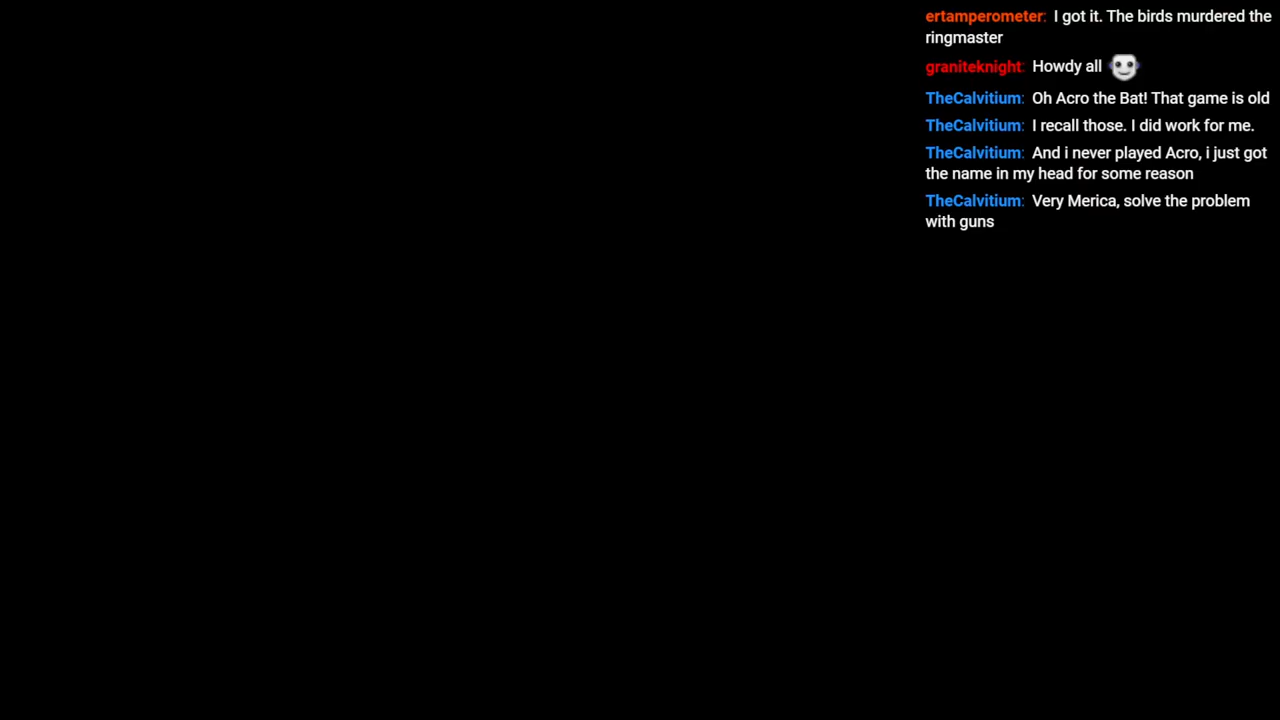 ertamperometer: I got it. The birds murdered the
ringmaster
graniteknight: Howdy all
TheCalvitium: Oh Acro the Bat! That game is old
TheCalvitium: I recall those. I did work for me.
TheCalvitium: And i never played Acro, i just got
the name in my head for some reason
TheCalvitium: Very Merica, solve the problem
with guns